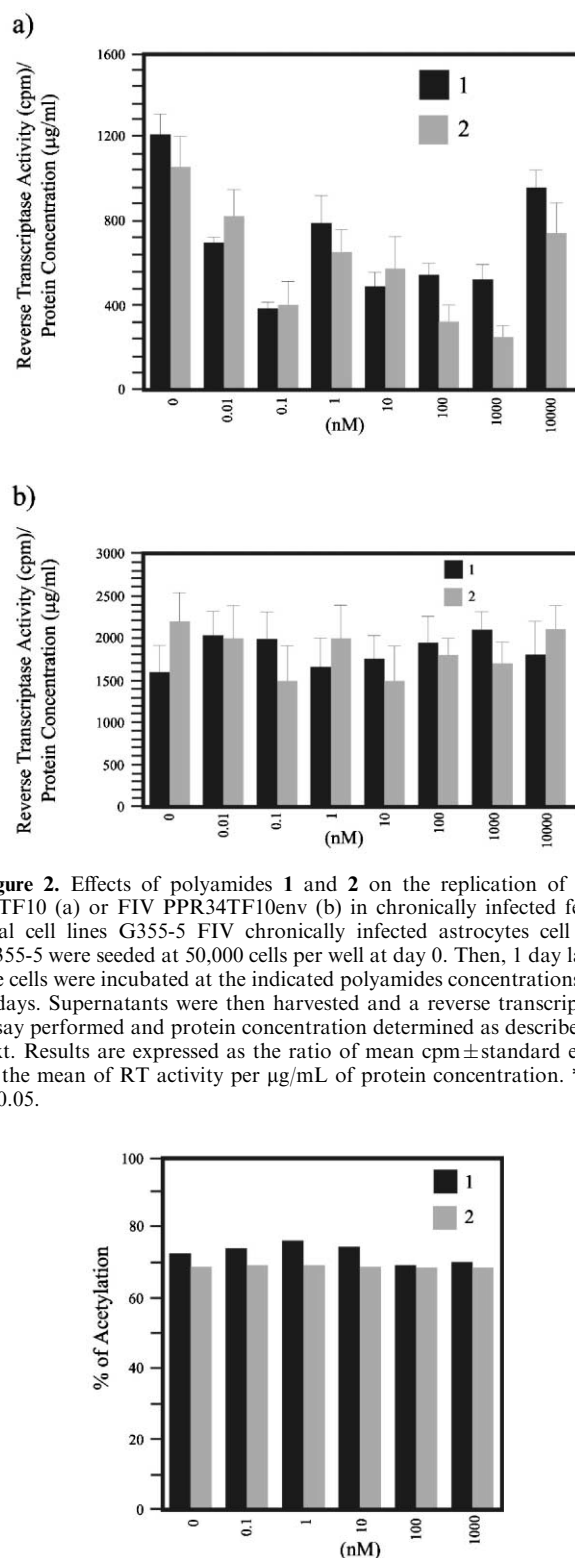 a)
Reverse Transcriptase Activity (cpm)/
Protein Concentration (µg/ml)
1600
1200
800
400
0
1
2
0
0.01
0.1
1
10
100
1000
10000
(nM)
b)
Reverse Transcriptase Activity (cpm)/
Protein Concentration (µg/ml)
3000
2500
2000
1500
1000
500
0
1
2
0
0.01
0.1
1
10
100
1000
10000
(nM)
gure 2. Effects of polyamides 1 and 2 on the replication of
TF10 (a) or FIV PPR34TF10env (b) in chronically infected fe
al cell lines G355-5 FIV chronically infected astrocytes cell
355-5 were seeded at 50,000 cells per well at day 0. Then, 1 day la
e cells were incubated at the indicated polyamides concentrations
days. Supernatants were then harvested and a reverse transcrip
say performed and protein concentration determined as describe
xt. Results are expressed as the ratio of mean cpm±standard e
the mean of RT activity per µg/mL of protein concentration. *
0.05.
% of Acetylation
100
80
60
40
20
0
1
2
0
0.1
1
10
100
1000
(nM)